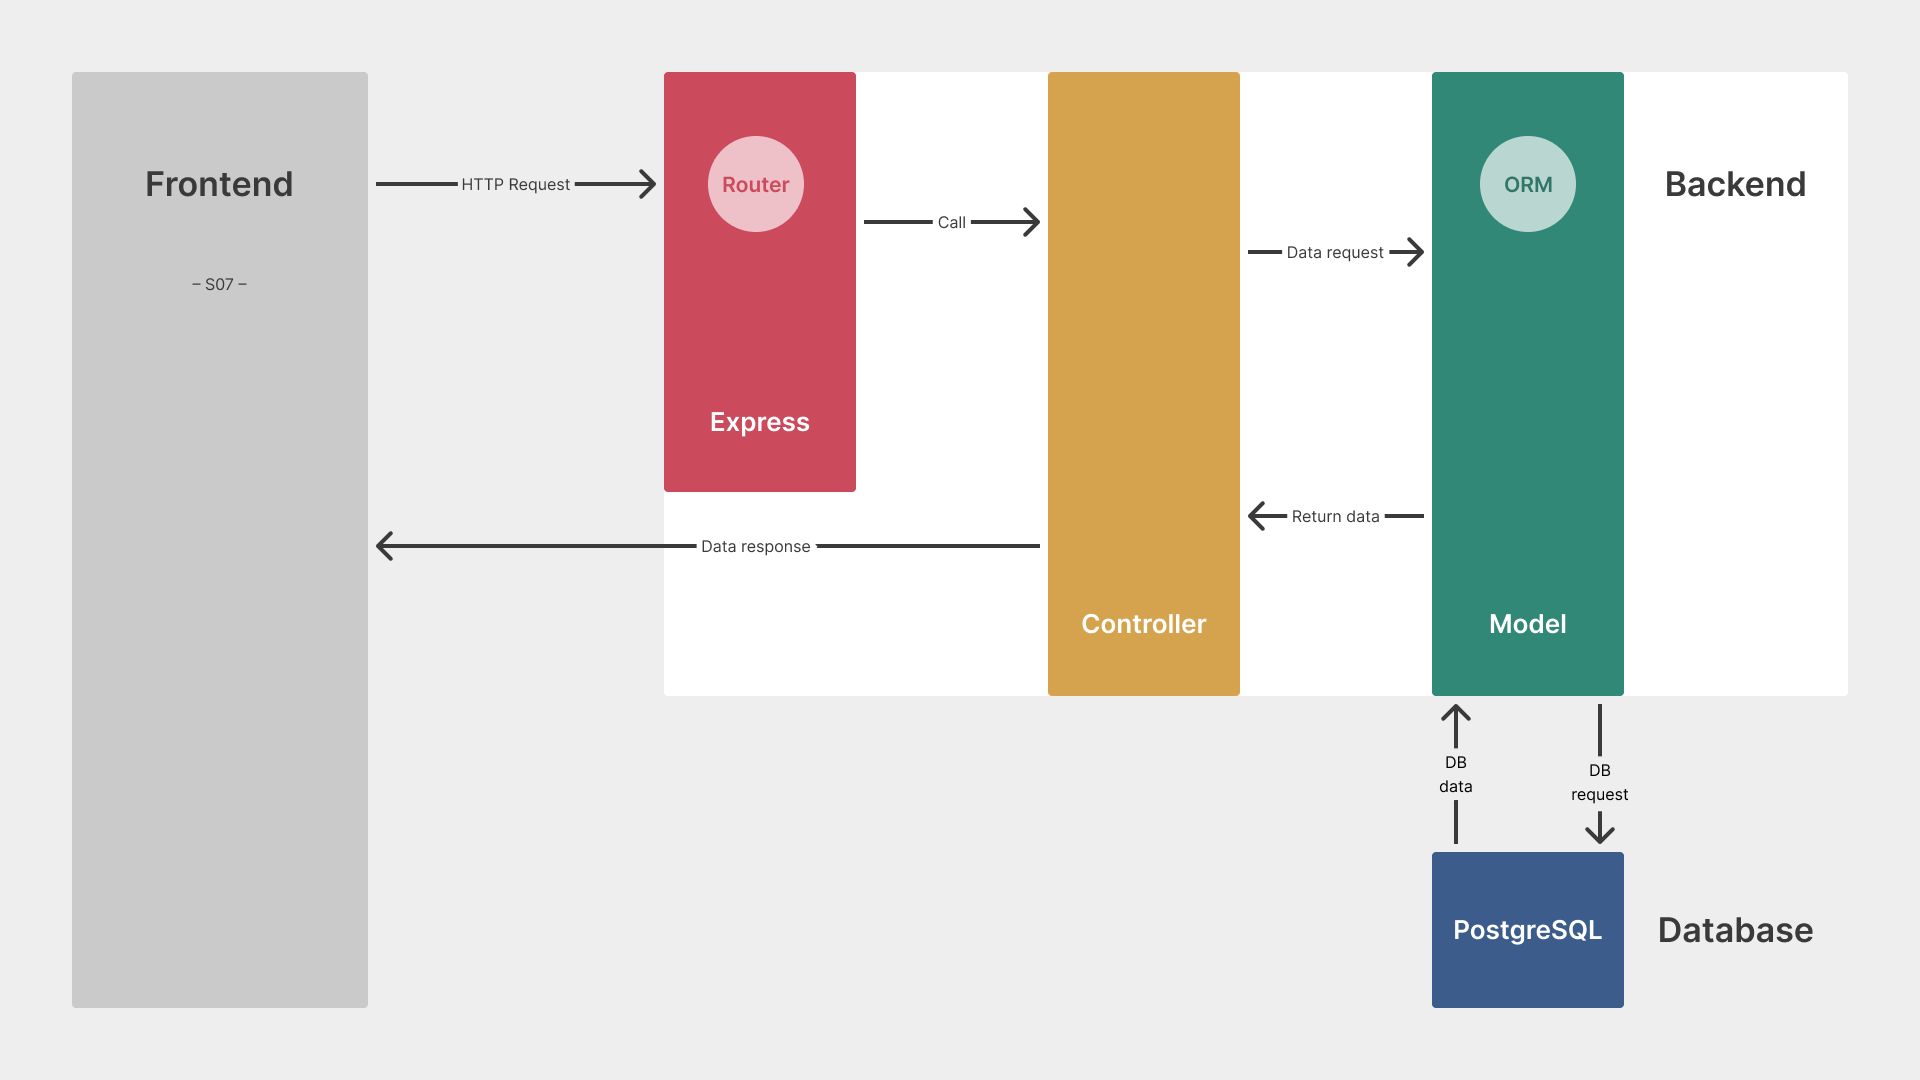 Frontend
– S07 –
HTTP Request
Router
Express
Call
Controller
Data request
ORM
Model
Backend
Return data
Data response
DB
data
DB
request
PostgreSQL
Database